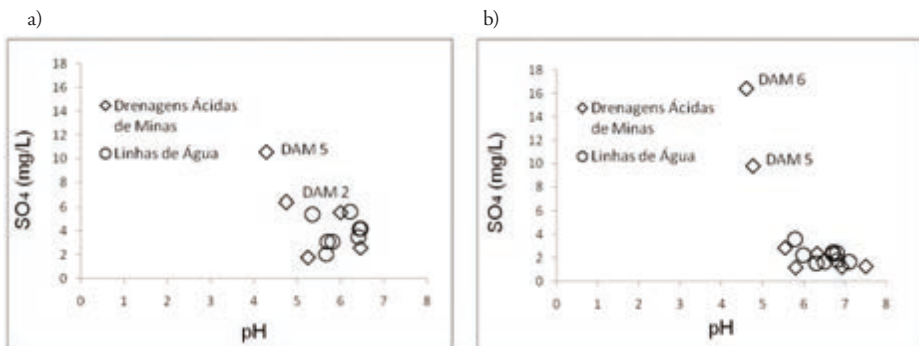 a)
18
16
14
12
10
8
6
4
2
0
SO₄ (mg/L)
Drenagens Ácidas
de Minas
Linhas de Água
DAM 5
DAM 2
0 1 2 3 4 5 6 7 8
pH
b)
18
16
14
12
10
8
6
4
2
0
SO₄ (mg/L)
DAM 6
Drenagens Ácidas
de Minas
Linhas de Água
DAM 5
0 1 2 3 4 5 6 7 8
pH